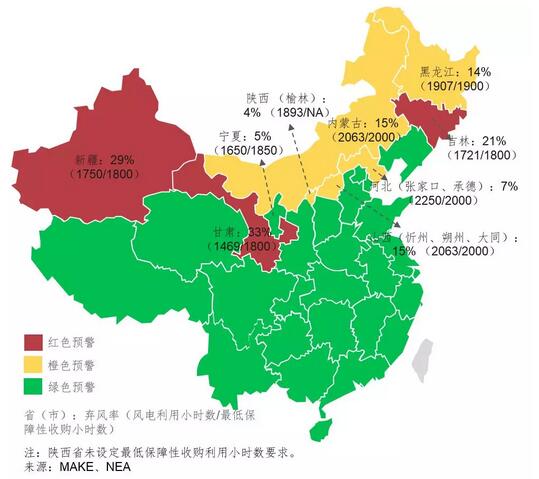 黑龙江：14%
（1907/1900）
陕西（榆林）：
4%（1893/NA）
宁夏：5%
（1650/1850）
内蒙古：15%
（2063/2000）
吉林：21%
（1721/1800）
新疆：29%
（1750/1800）
河北（张家口、承德）：7%
（2250/2000）
甘肃：33%
（1469/1800）
山西（忻州、朔州、大同）：
15%（2063/2000）
红色预警
橙色预警
绿色预警
省（市）：弃风率（风电利用小时数/最低保
障性收购小时数）
注：陕西省未设定最低保障性收购利用小时数要求。
来源：MAKE、NEA